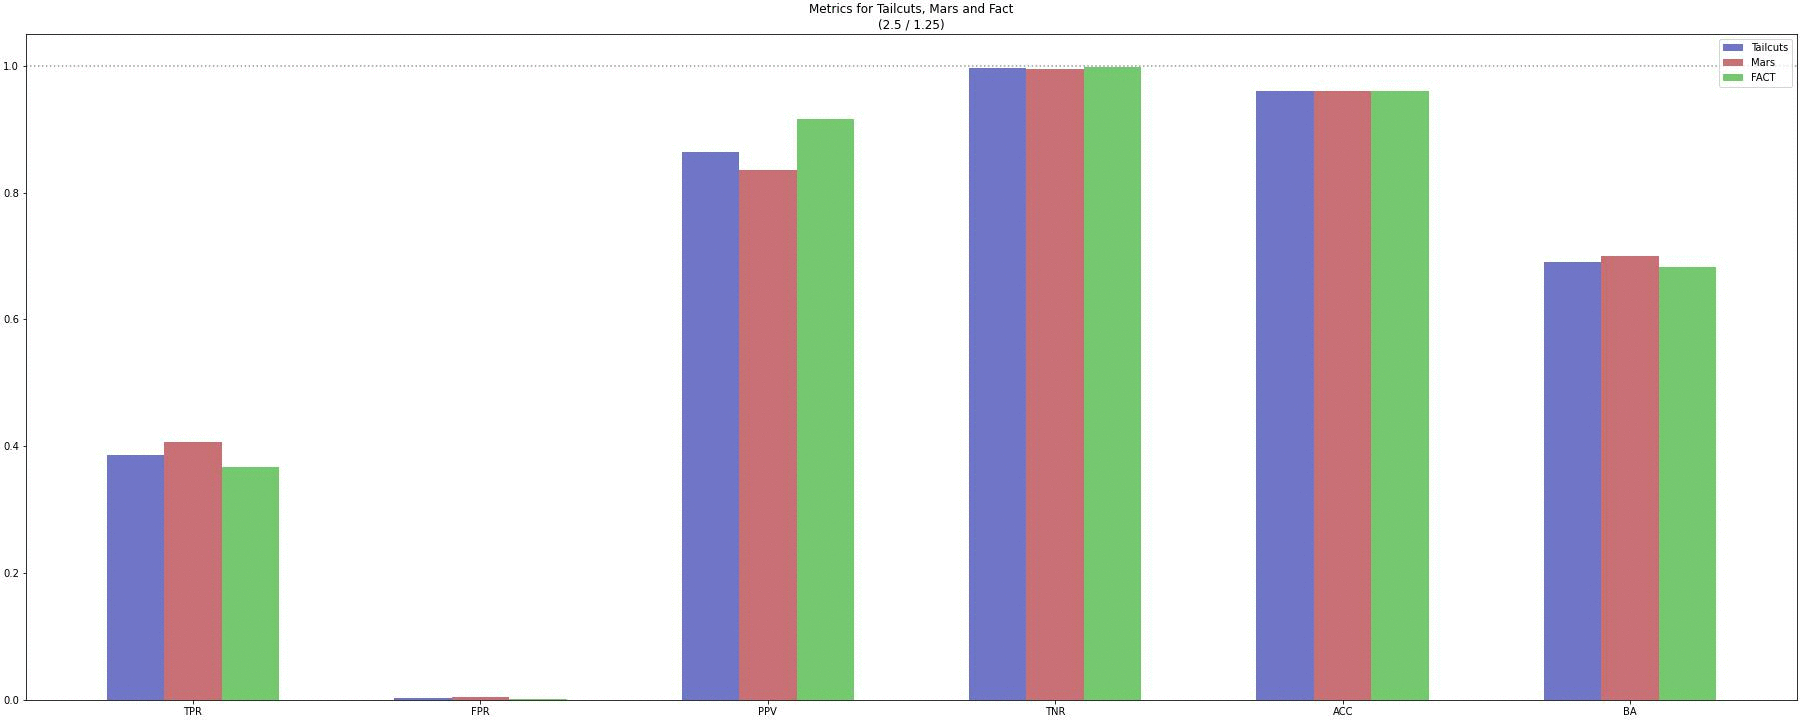 Metrics for Tailcuts, Mars and Fact
(2.5 / 1.25)
1.0
0.8
0.6
0.4
0.2
0.0
Tailcuts
Mars
FACT
TPR FPR PPV TNR ACC BA